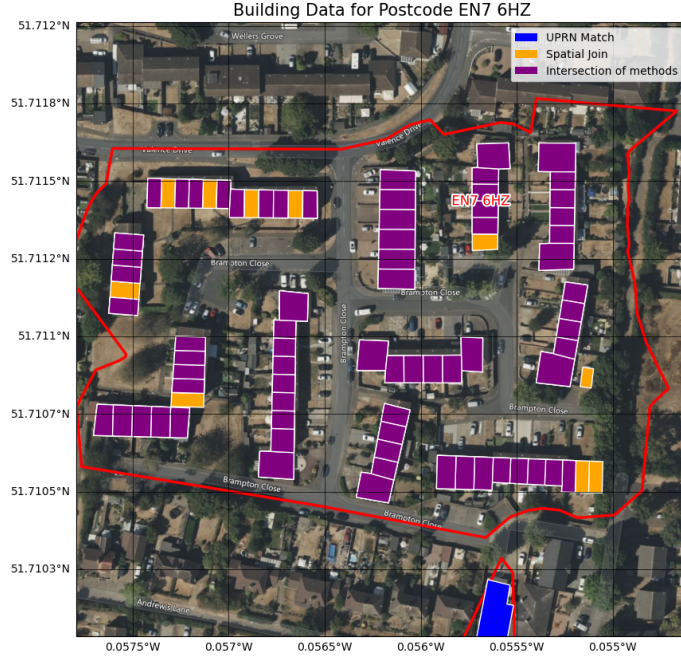 Building Data for Postcode EN7 6HZ
51.712°N
51.7118°N
51.7115°N
51.7112°N
51.711°N
51.7107°N
51.7105°N
51.7103°N
UPRN Match
Spatial Join
Intersection of methods
Wellers Grove
Valence Drive
Valence Drive
EN7 6HZ
Brampton Close
Brampton Close
Brampton Close
Brampton Close
Brampton Close
Brampton Close
Andrew's Lane
0.0575°W
0.057°W
0.0565°W
0.056°W
0.0555°W
0.055°W